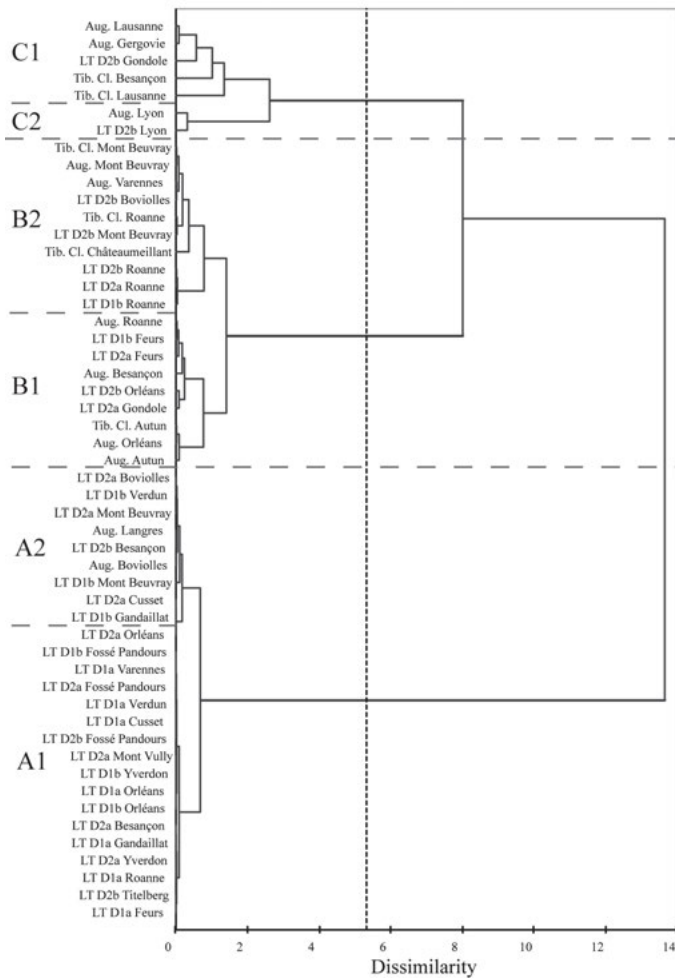 C1
Aug. Lausanne
Aug. Gergovie
LT D2b Gondole
Tib. Cl. Besançon
Tib. Cl. Lausanne
C2
Aug. Lyon
LT D2b Lyon
B2
Tib. Cl. Mont Beuvray
Aug. Mont Beuvray
Aug. Varennes
LT D2b Boviolles
Tib. Cl. Roanne
LT D2b Mont Beuvray
Tib. Cl. Châteaumeillant
LT D2b Roanne
LT D2a Roanne
LT D1b Roanne
B1
Aug. Roanne
LT D1b Feurs
LT D2a Feurs
Aug. Besançon
LT D2b Orléans
LT D2a Gondole
Tib. Cl. Autun
Aug. Orléans
Aug. Autun
A2
LT D2a Boviolles
LT D1b Verdun
LT D2a Mont Beuvray
Aug. Langres
LT D2b Besançon
Aug. Boviolles
LT D1b Mont Beuvray
LT D2a Cusset
LT D1b Gandaillat
A1
LT D2a Orléans
LT D1b Fossé Pandours
LT D1a Varennes
LT D2a Fossé Pandours
LT D1a Verdun
LT D1a Cusset
LT D2b Fossé Pandours
LT D2a Mont Vully
LT D1b Yverdon
LT D1a Orléans
LT D1b Orléans
LT D2a Besançon
LT D1a Gandaillat
LT D2a Yverdon
LT D1a Roanne
LT D2b Titelberg
LT D1a Feurs
0 2 4 6 8 10 12 14
Dissimilarity